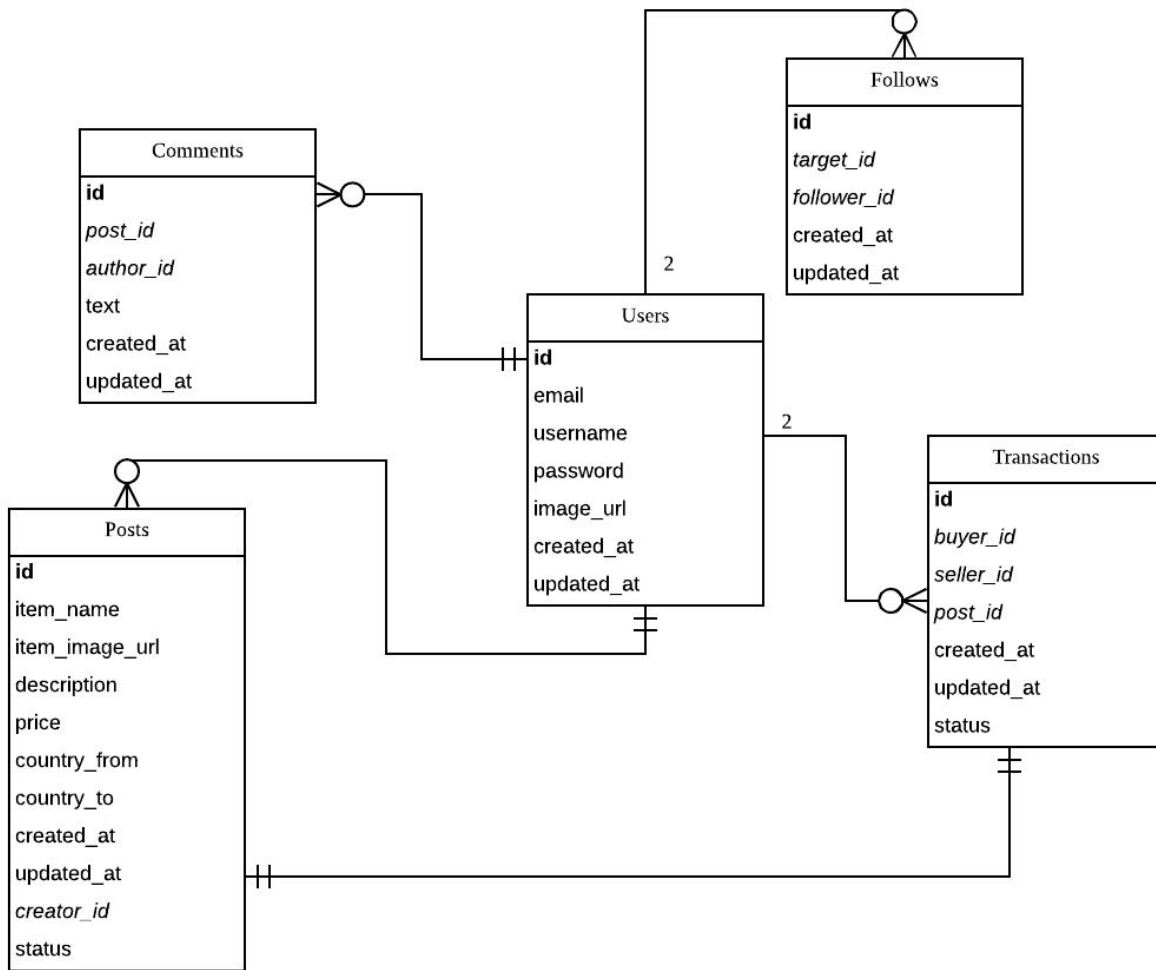 Follows
id
target_id
follower_id
created_at
updated_at
Comments
id
post_id
author_id
text
created_at
updated_at
2
Users
id
email
username
password
image_url
created_at
updated_at
2
Transactions
id
buyer_id
seller_id
post_id
created_at
updated_at
status
Posts
id
item_name
item_image_url
description
price
country_from
country_to
created_at
updated_at
creator_id
status